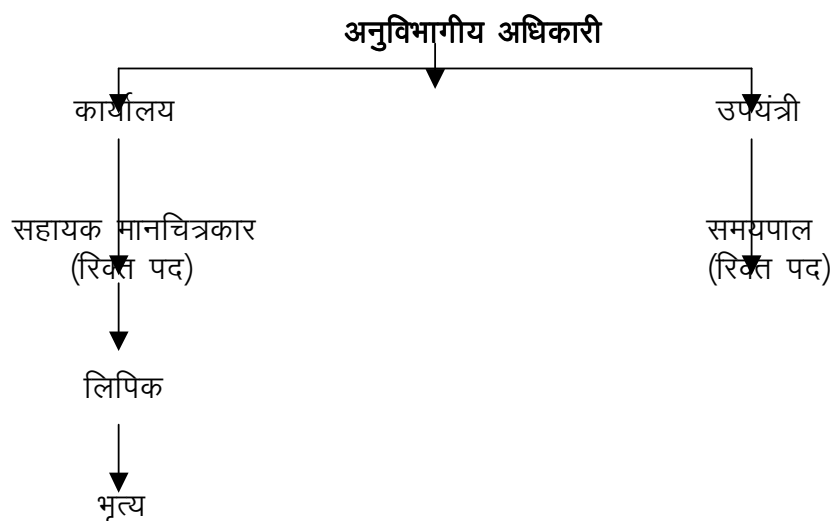 अनुविभागीय अधिकारी
कार्यालय
उपयंत्री
सहायक मानचित्रकार
(रिक्त पद)
समयपाल
(रिक्त पद)
लिपिक
भृत्य